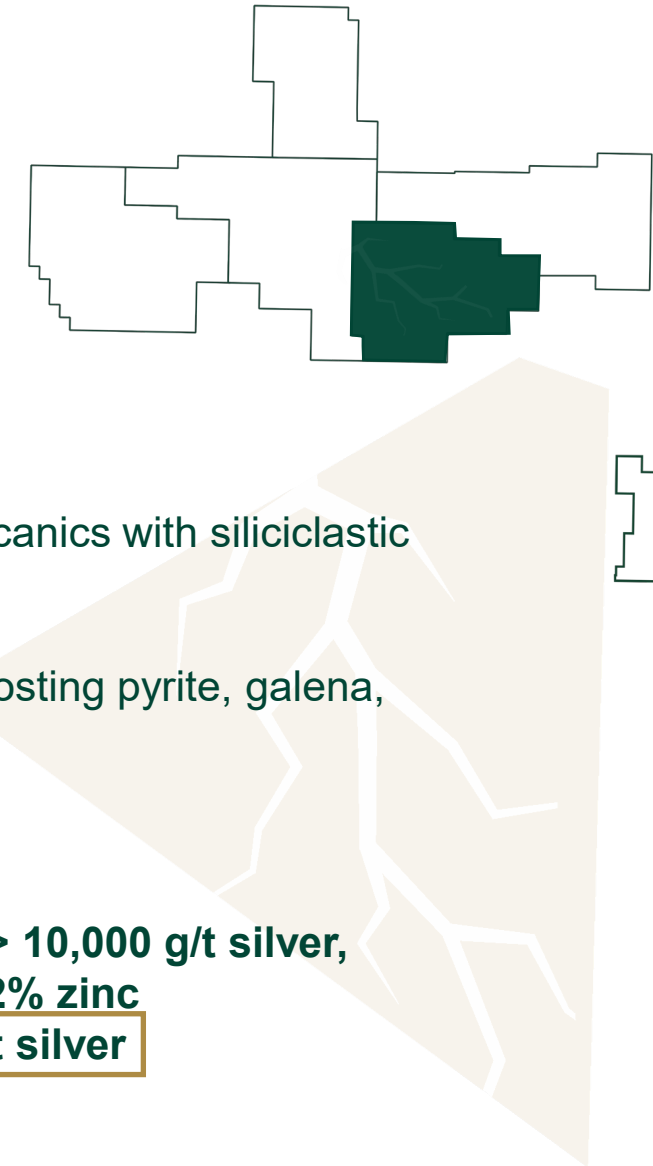 canics with siliciclastic
osting pyrite, galena,
> 10,000 g/t silver,
2% zinc
t silver